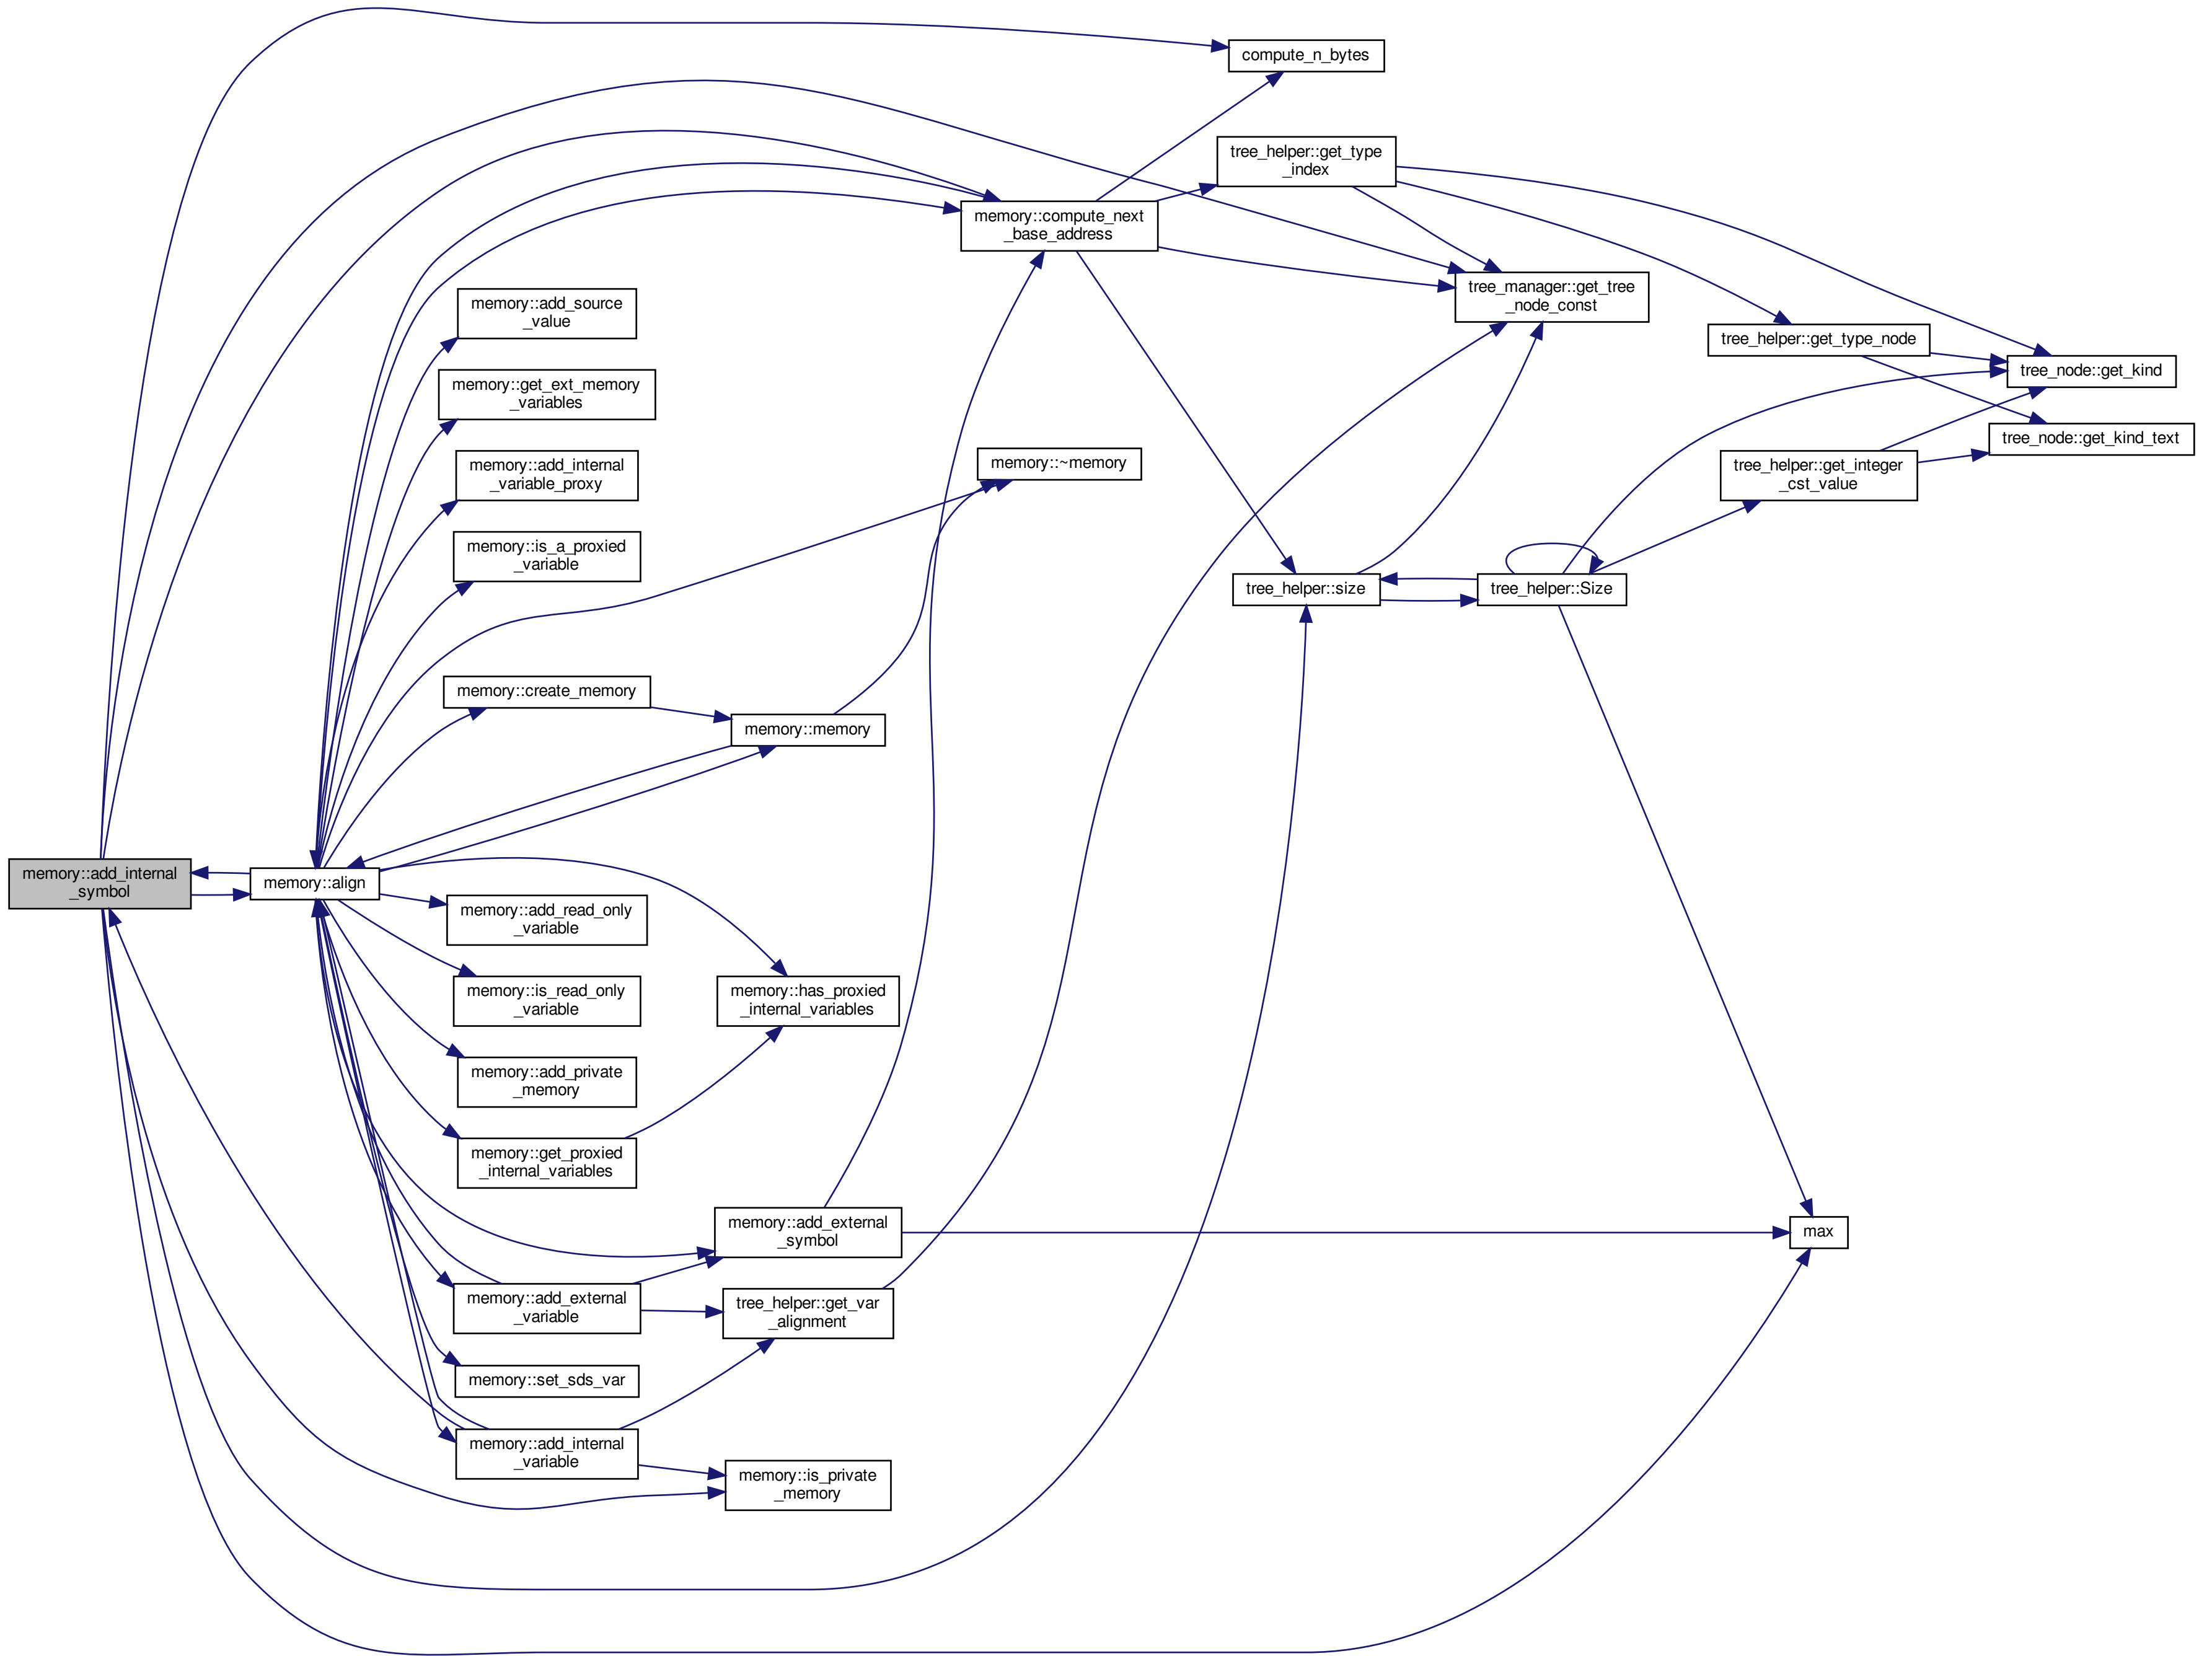 compute_n_bytes
tree_helper::get_type
_index
memory::compute_next
_base_address
tree_manager::get_tree
_node_const
memory::add_source
_value
tree_helper::get_type_node
tree_node::get_kind
memory::get_ext_memory
_variables
tree_node::get_kind_text
memory::~memory
memory::add_internal
_variable_proxy
tree_helper::get_integer
_cst_value
memory::is_a_proxied
_variable
tree_helper::size
tree_helper::Size
memory::create_memory
memory::memory
memory::add_internal
_symbol
memory::align
memory::add_read_only
_variable
memory::is_read_only
_variable
memory::has_proxied
_internal_variables
memory::add_private
_memory
memory::get_proxied
_internal_variables
memory::add_external
_symbol
max
memory::add_external
_variable
tree_helper::get_var
_alignment
memory::set_sds_var
memory::add_internal
_variable
memory::is_private
_memory